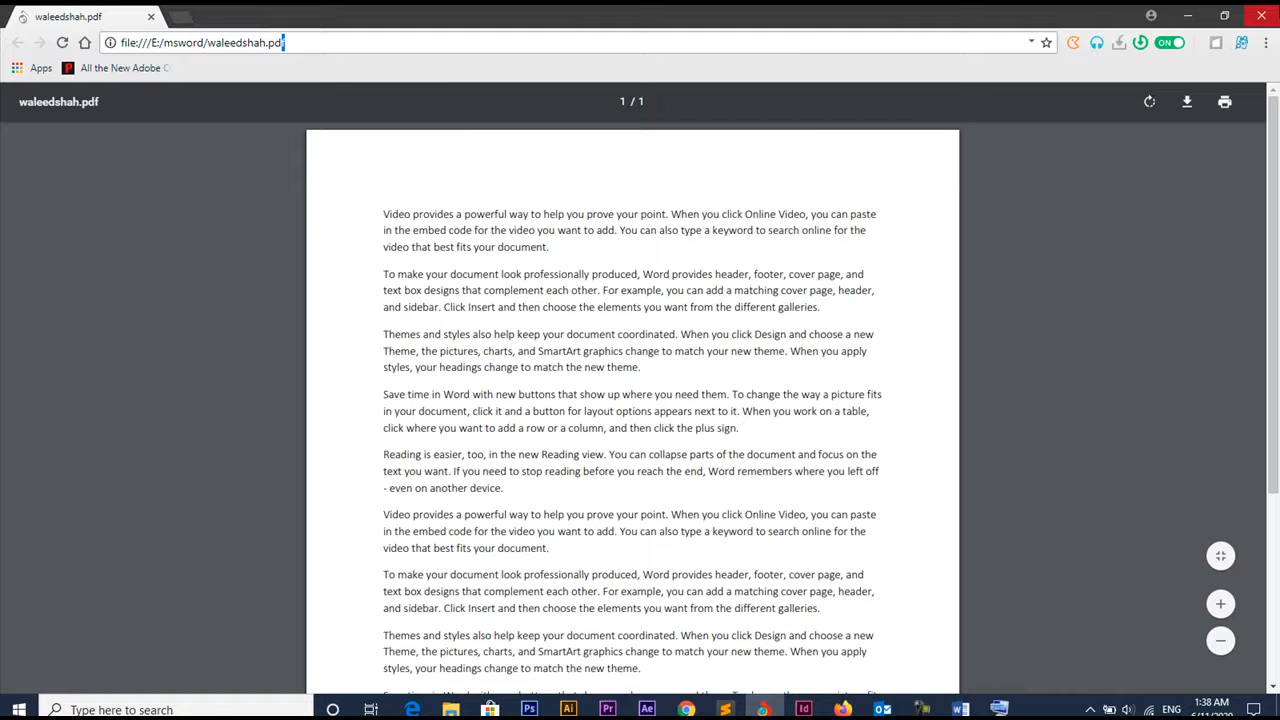 waleedshah.pdf
file:///E:/msword/waleedshah.pdf
ON
Apps
All the New Adobe C
waleedshah.pdf
1 / 1
Video provides a powerful way to help you prove your point. When you click Online Video, you can paste
in the embed code for the video you want to add. You can also type a keyword to search online for the
video that best fits your document.
To make your document look professionally produced, Word provides header, footer, cover page, and
text box designs that complement each other. For example, you can add a matching cover page, header,
and sidebar. Click Insert and then choose the elements you want from the different galleries.
Themes and styles also help keep your document coordinated. When you click Design and choose a new
Theme, the pictures, charts, and SmartArt graphics change to match your new theme. When you apply
styles, your headings change to match the new theme.
Save time in Word with new buttons that show up where you need them. To change the way a picture fits
in your document, click it and a button for layout options appears next to it. When you work on a table,
click where you want to add a row or a column, and then click the plus sign.
Reading is easier, too, in the new Reading view. You can collapse parts of the document and focus on the
text you want. If you need to stop reading before you reach the end, Word remembers where you left off
- even on another device.
Video provides a powerful way to help you prove your point. When you click Online Video, you can paste
in the embed code for the video you want to add. You can also type a keyword to search online for the
video that best fits your document.
To make your document look professionally produced, Word provides header, footer, cover page, and
text box designs that complement each other. For example, you can add a matching cover page, header,
and sidebar. Click Insert and then choose the elements you want from the different galleries.
Themes and styles also help keep your document coordinated. When you click Design and choose a new
Theme, the pictures, charts, and SmartArt graphics change to match your new theme. When you apply
styles, your headings change to match the new theme.
Type here to search
Ps Ai Pr Ae Id
ENG
1:38 AM